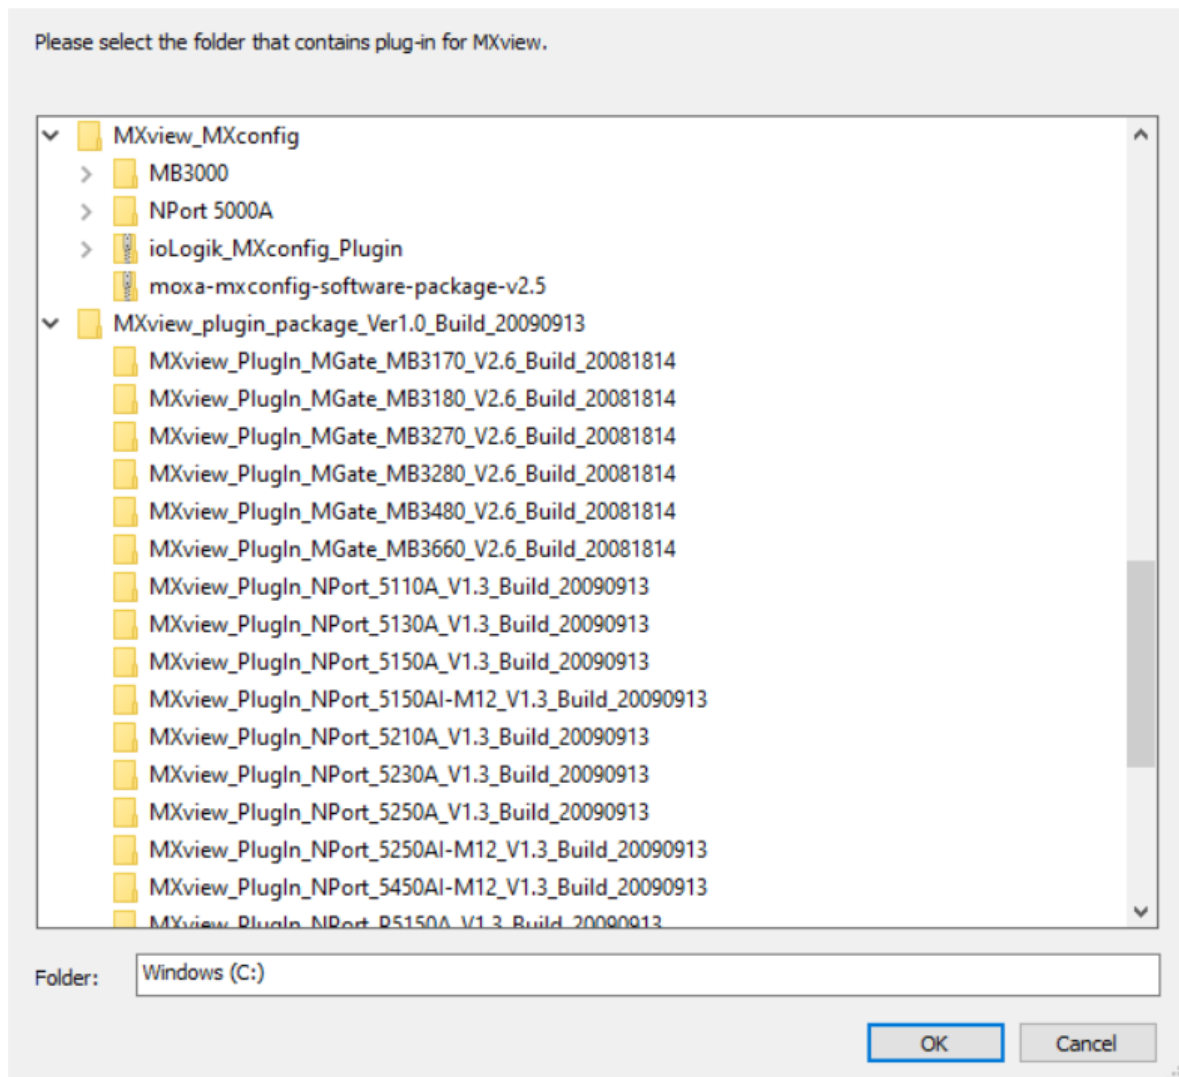 Please select the folder that contains plug-in for MXview.
MXview_MXconfig
MB3000
NPort 5000A
ioLogik_MXconfig_Plugin
moxa-mxconfig-software-package-v2.5
MXview_plugin_package_Ver1.0_Build_20090913
MXview_PlugIn_MGate_MB3170_V2.6_Build_20081814
MXview_PlugIn_MGate_MB3180_V2.6_Build_20081814
MXview_PlugIn_MGate_MB3270_V2.6_Build_20081814
MXview_PlugIn_MGate_MB3280_V2.6_Build_20081814
MXview_PlugIn_MGate_MB3480_V2.6_Build_20081814
MXview_PlugIn_MGate_MB3660_V2.6_Build_20081814
MXview_PlugIn_NPort_5110A_V1.3_Build_20090913
MXview_PlugIn_NPort_5130A_V1.3_Build_20090913
MXview_PlugIn_NPort_5150A_V1.3_Build_20090913
MXview_PlugIn_NPort_5150AI-M12_V1.3_Build_20090913
MXview_PlugIn_NPort_5210A_V1.3_Build_20090913
MXview_PlugIn_NPort_5230A_V1.3_Build_20090913
MXview_PlugIn_NPort_5250A_V1.3_Build_20090913
MXview_PlugIn_NPort_5250AI-M12_V1.3_Build_20090913
MXview_PlugIn_NPort_5450AI-M12_V1.3_Build_20090913
MXview_PlugIn_NPort_P5150A_V1.3_Build_20090913
Folder:
Windows (C:)
OK
Cancel